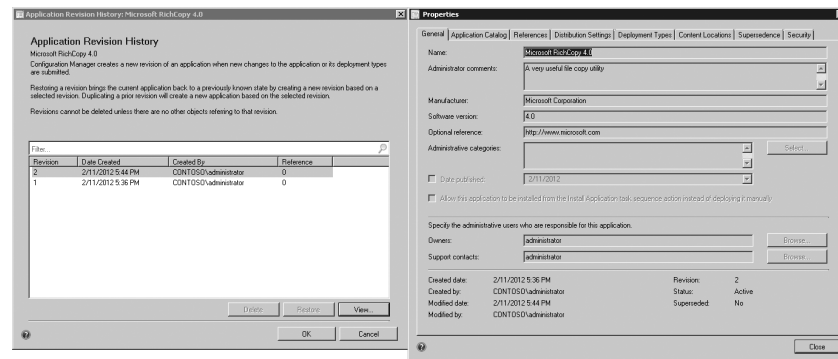 Application Revision History: Microsoft RichCopy 4.0
Application Revision History
Microsoft RichCopy 4.0
Configuration Manager creates a new revision of an application when new changes to the application or its deployment types
are submitted.
Restoring a revision brings the current application back to a previously known state by creating a new revision based on a
selected revision. Duplicating a prior revision will create a new application based on the selected revision.
Revisions cannot be deleted unless there are no other objects referring to that revision.
Filter...
Revision Date Created Created By Reference
2 2/11/2012 5:44 PM CONTOSO\administrator 0
1 2/11/2012 5:36 PM CONTOSO\administrator 0
Delete Restore View...
OK Cancel
Properties
General Application Catalog References Distribution Settings Deployment Types Content Locations Supersedence Security
Name: Microsoft RichCopy 4.0
Administrator comments: A very useful file copy utility
Manufacturer: Microsoft Corporation
Software version: 4.0
Optional reference: http://www.microsoft.com
Administrative categories: Select...
Date published: 2/11/2012
Allow this application to be installed from the Install Application task sequence action instead of deploying it manually
Specify the administrative users who are responsible for this application.
Owners: administrator Browse...
Support contacts: administrator Browse...
Created date: 2/11/2012 5:36 PM Revision: 2
Created by: CONTOSO\administrator Status: Active
Modified date: 2/11/2012 5:44 PM Superseded: No
Modified by: CONTOSO\administrator
Close